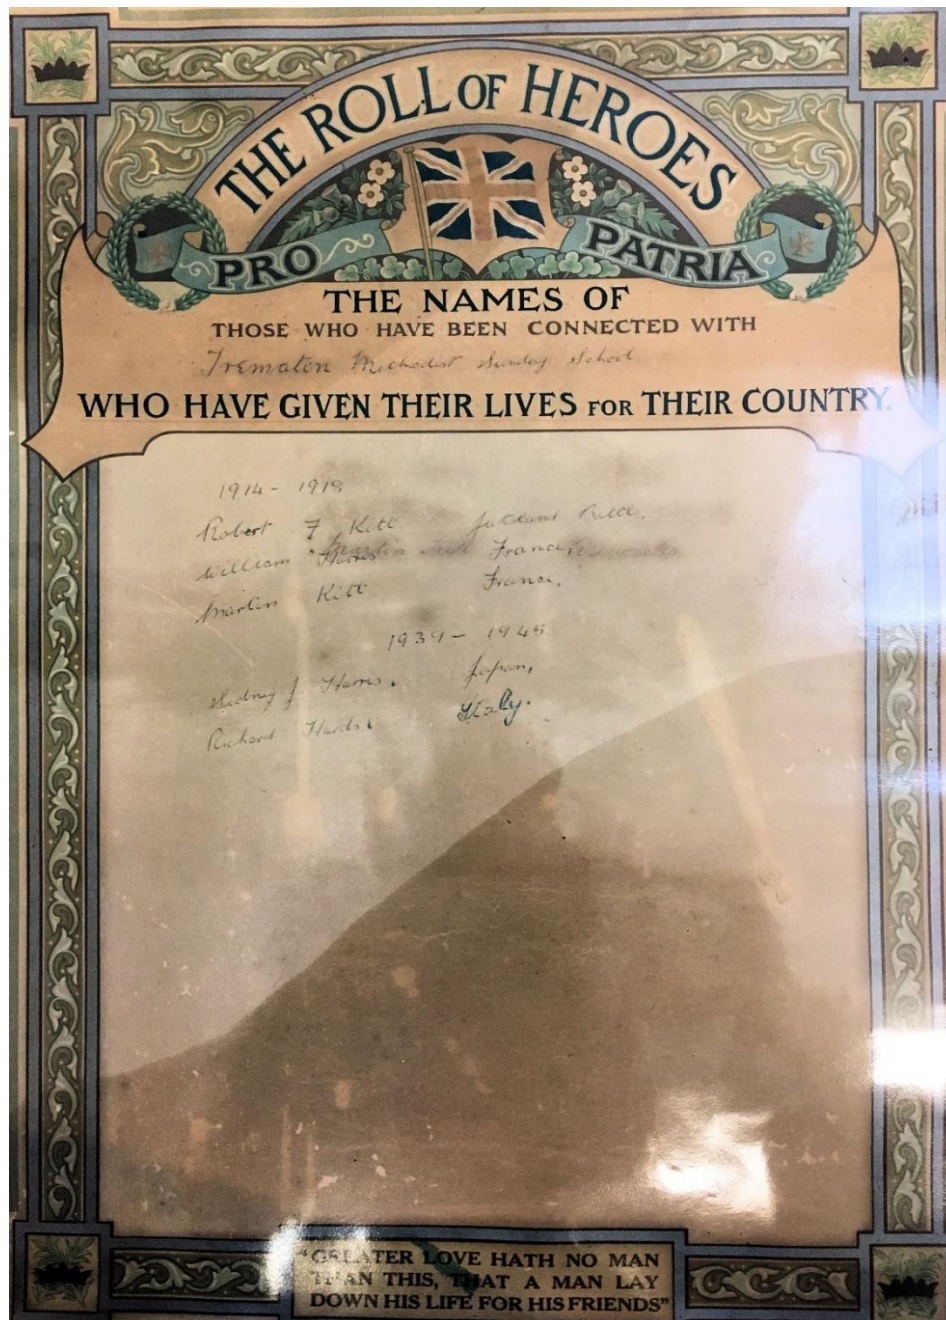 THE ROLL OF HEROES
PRO PATRIA
THE NAMES OF
THOSE WHO HAVE BEEN CONNECTED WITH
Trematon Methodist Sunday School
WHO HAVE GIVEN THEIR LIVES FOR THEIR COUNTRY.
1914 - 1918
Robert F Kitt Jutland Battle.
William Harris France
Martin Kitt France,
1939 - 1945
Sidney J. Harris. Japan,
Richard Italy.
"GREATER LOVE HATH NO MAN
THAN THIS, THAT A MAN LAY
DOWN HIS LIFE FOR HIS FRIENDS"